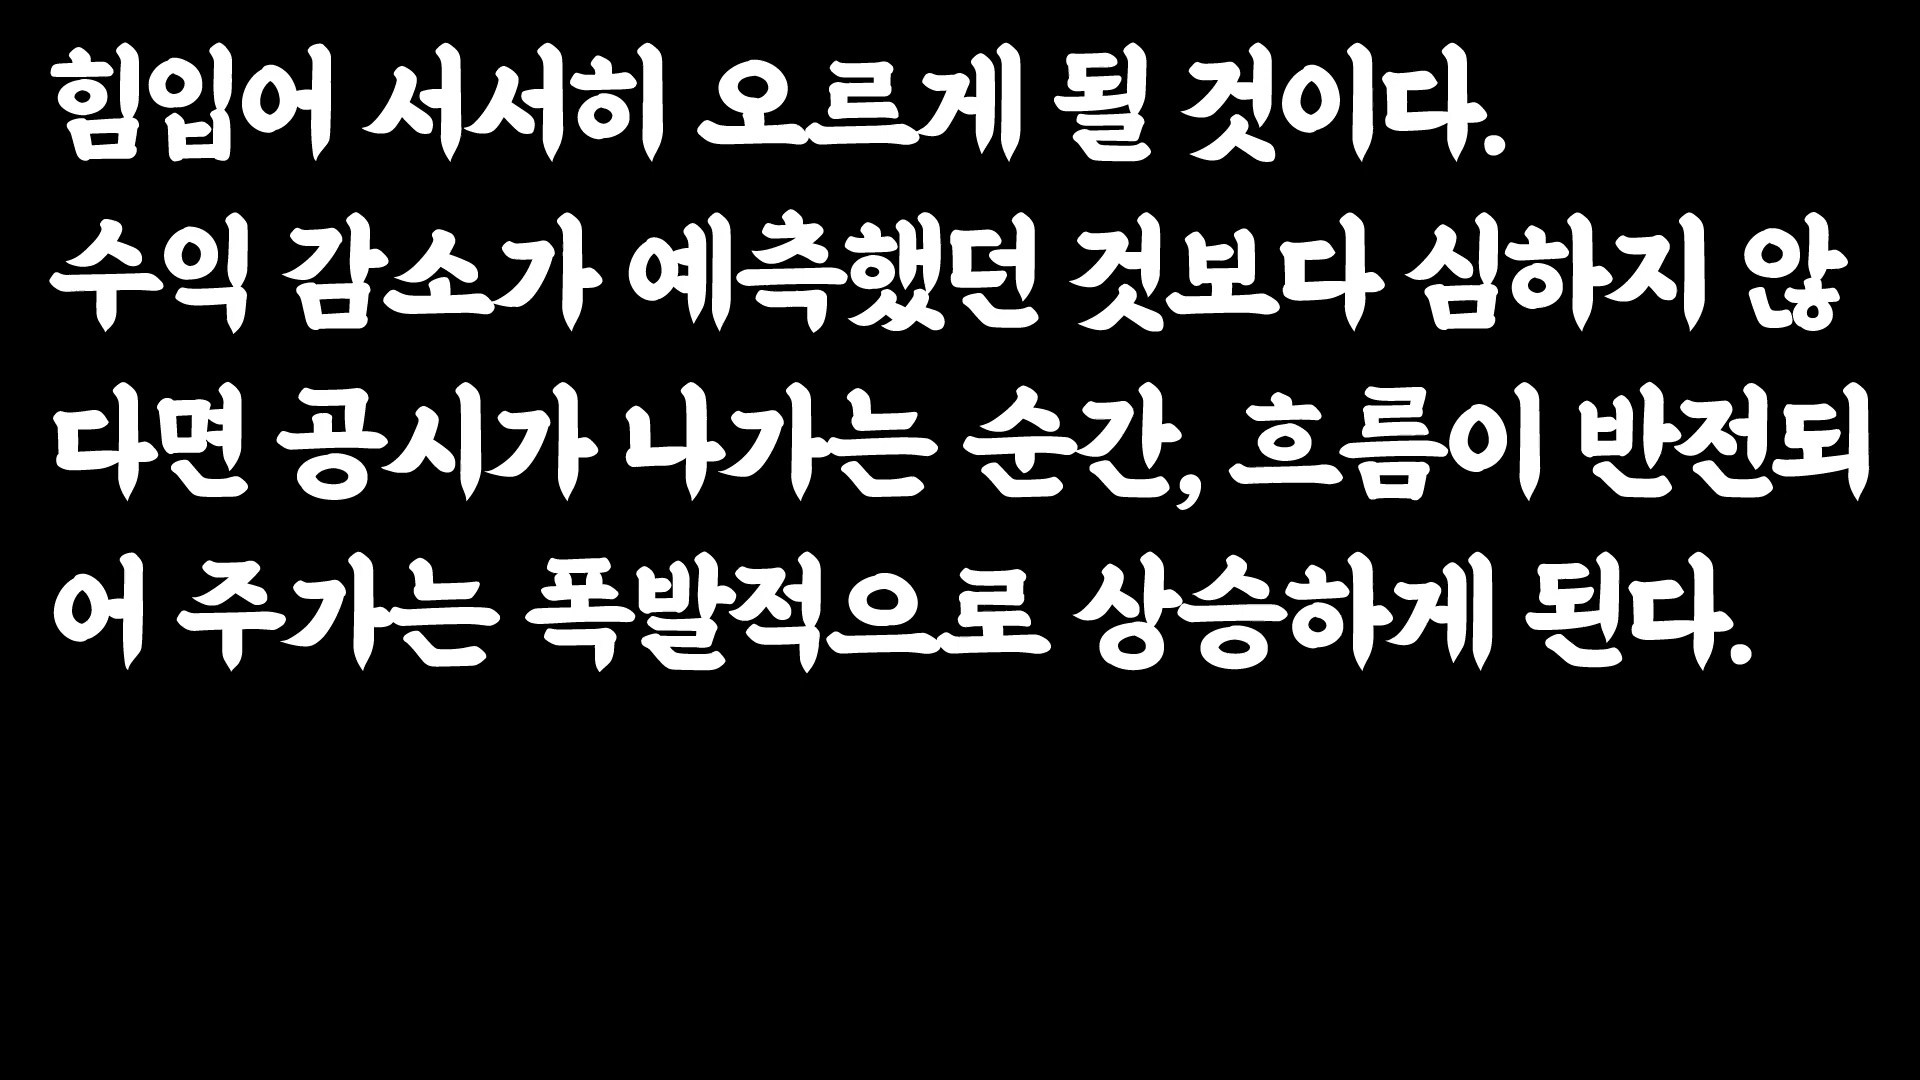 힘입어 서서히 오르게 될 것이다.
수익 감소가 예측했던 것보다 심하지 않
다면 공시가 나가는 순간, 흐름이 반전되
어 주가는 폭발적으로 상승하게 된다.